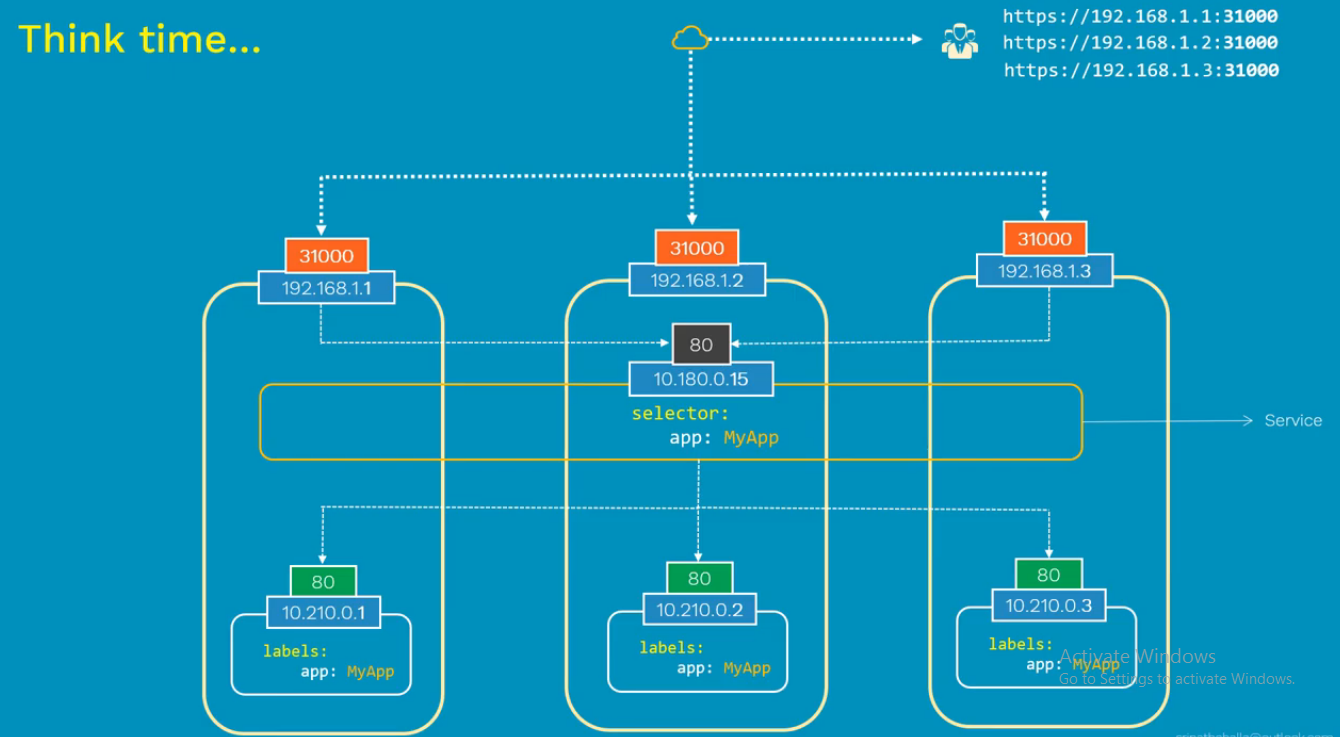 Think time...
https://192.168.1.1:31000
https://192.168.1.2:31000
https://192.168.1.3:31000
31000
192.168.1.1
31000
192.168.1.2
31000
192.168.1.3
80
10.180.0.15
selector:
app: MyApp
Service
80
10.210.0.1
labels:
app: MyApp
80
10.210.0.2
labels:
app: MyApp
80
10.210.0.3
labels:
app: MyApp
Activate Windows
Go to Settings to activate Windows.